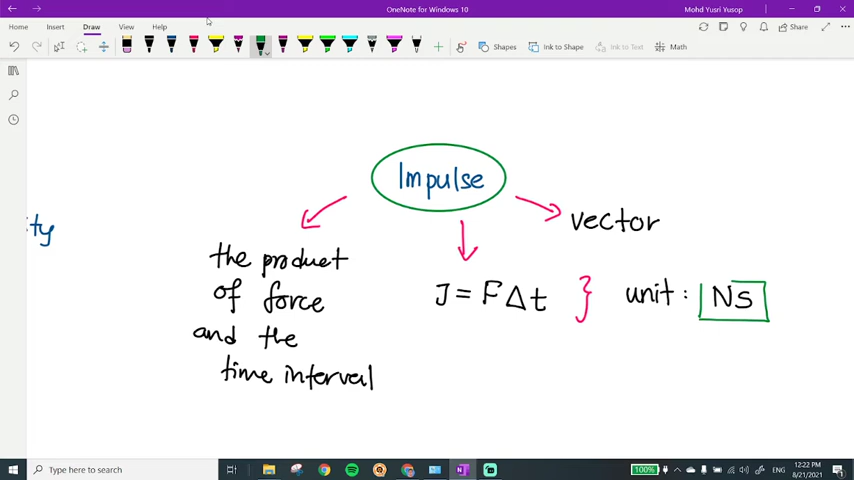 OneNote for Windows 10
Mohd Yusri Yusop
Home
Insert
Draw
View
Help
Share
Shapes
Ink to Shape
Ink to Text
Math
Impulse
ity
vector
the product
of force
and the
time interval
J = F Δt } unit : Ns
Type here to search
100%
ENG
12:22 PM
8/21/2021